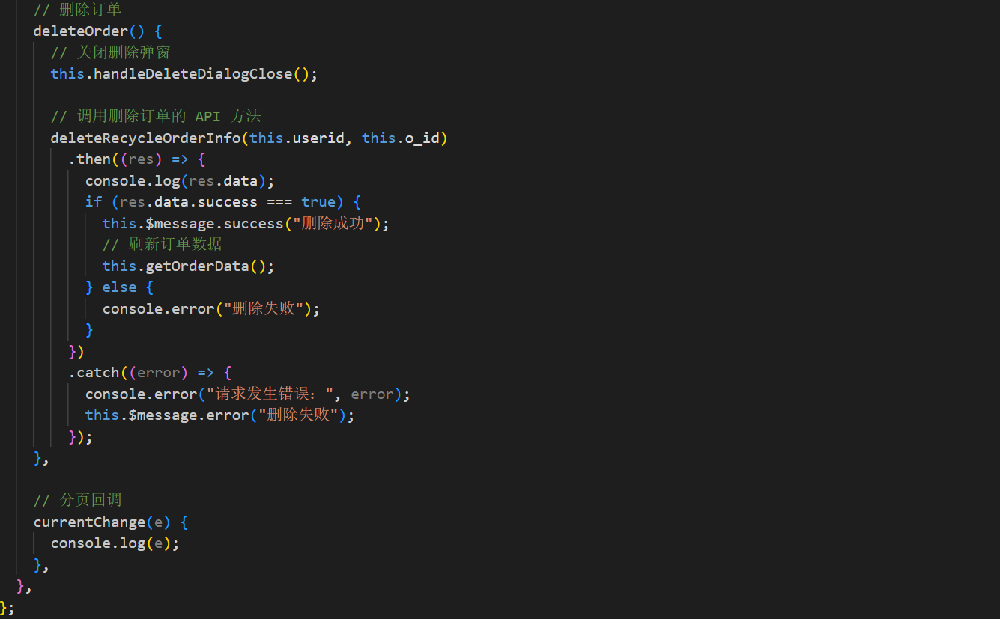 // 删除订单
deleteOrder() {
// 关闭删除弹窗
this.handleDeleteDialogClose();
// 调用删除订单的 API 方法
deleteRecycleOrderInfo(this.userid, this.o_id)
.then((res) => {
console.log(res.data);
if (res.data.success === true) {
this.$message.success("删除成功");
// 刷新订单数据
this.getOrderData();
} else {
console.error("删除失败");
}
})
.catch((error) => {
console.error("请求发生错误：", error);
this.$message.error("删除失败");
});
},
// 分页回调
currentChange(e) {
console.log(e);
},
},
};